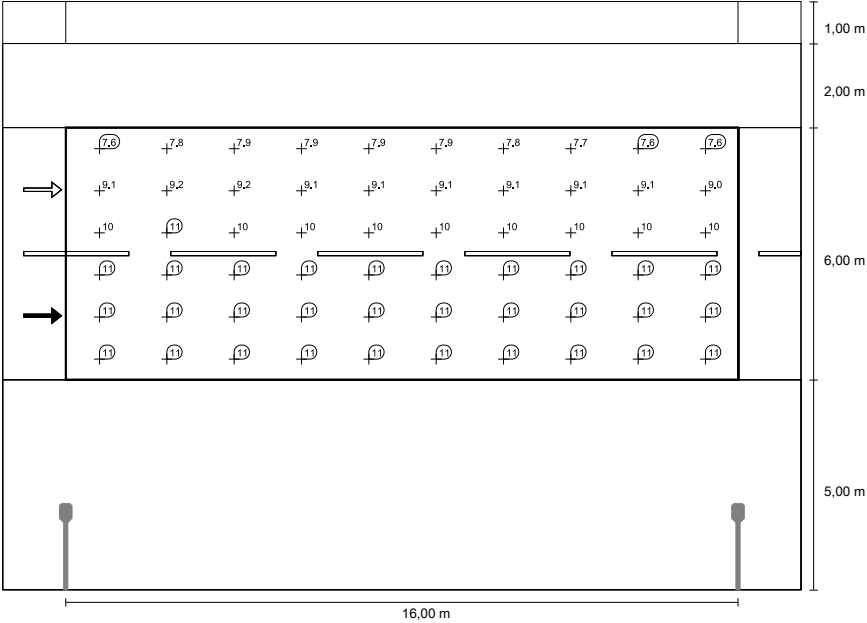 1,00 m
2,00 m
7.6 7.8 7.9 7.9 7.9 7.9 7.8 7.7 7.6 7.6
9.1 9.2 9.2 9.1 9.1 9.1 9.1 9.1 9.1 9.0
10 11 10 10 10 10 10 10 10 10
6,00 m
11 11 11 11 11 11 11 11 11 11
11 11 11 11 11 11 11 11 11 11
11 11 11 11 11 11 11 11 11 11
5,00 m
16,00 m